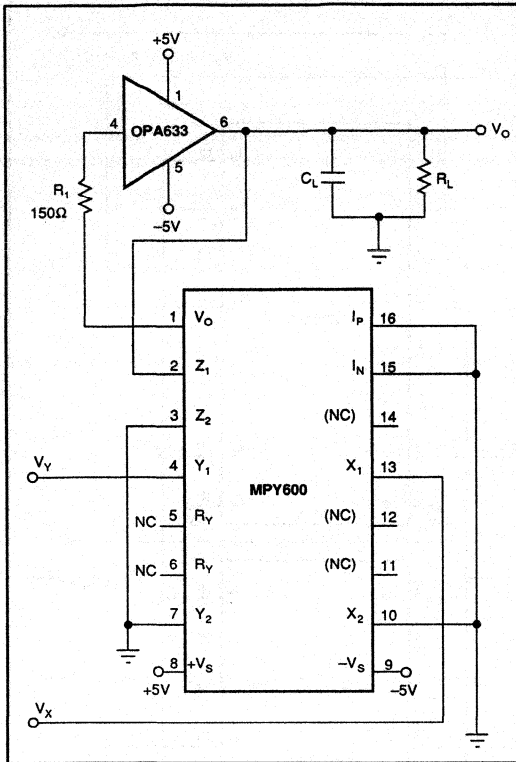 +5V
1
4 OPA633 6
5
–5V
V_O
C_L
R_L
R_1
150Ω
1 V_O I_P 16
2 Z_1 I_N 15
3 Z_2 (NC) 14
V_Y
4 Y_1 X_1 13
MPY600
NC 5 R_Y (NC) 12
NC 6 R_Y (NC) 11
7 Y_2 X_2 10
8 +V_S –V_S 9
+5V –5V
V_X